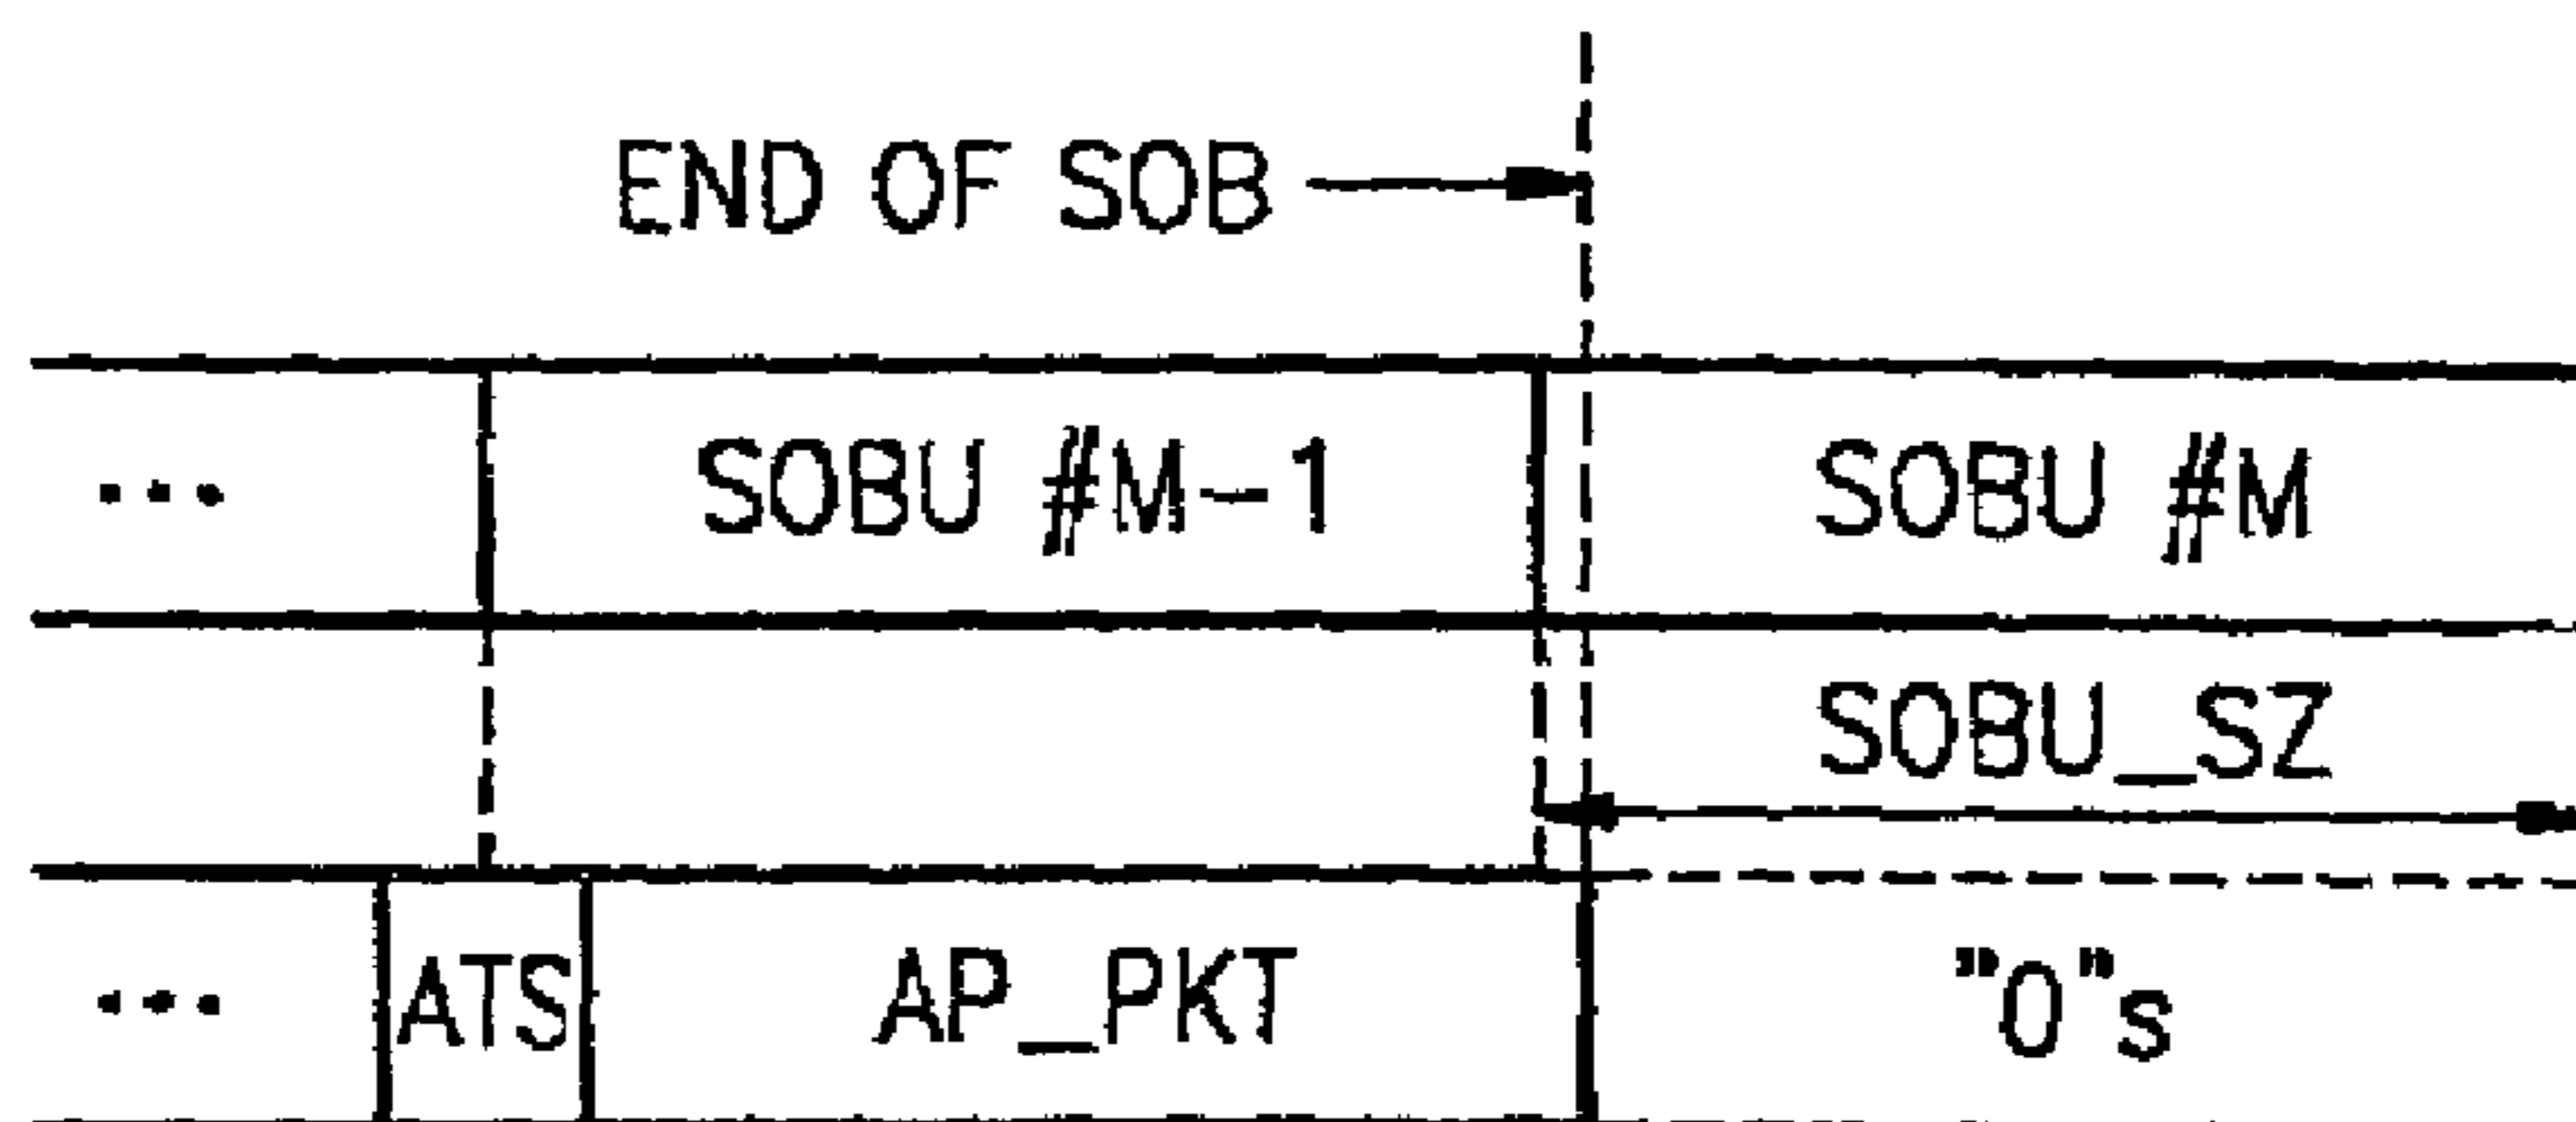 END OF SOB
... SOBU #M-1 SOBU #M
SOBU_SZ
... ATS AP_PKT "0"s